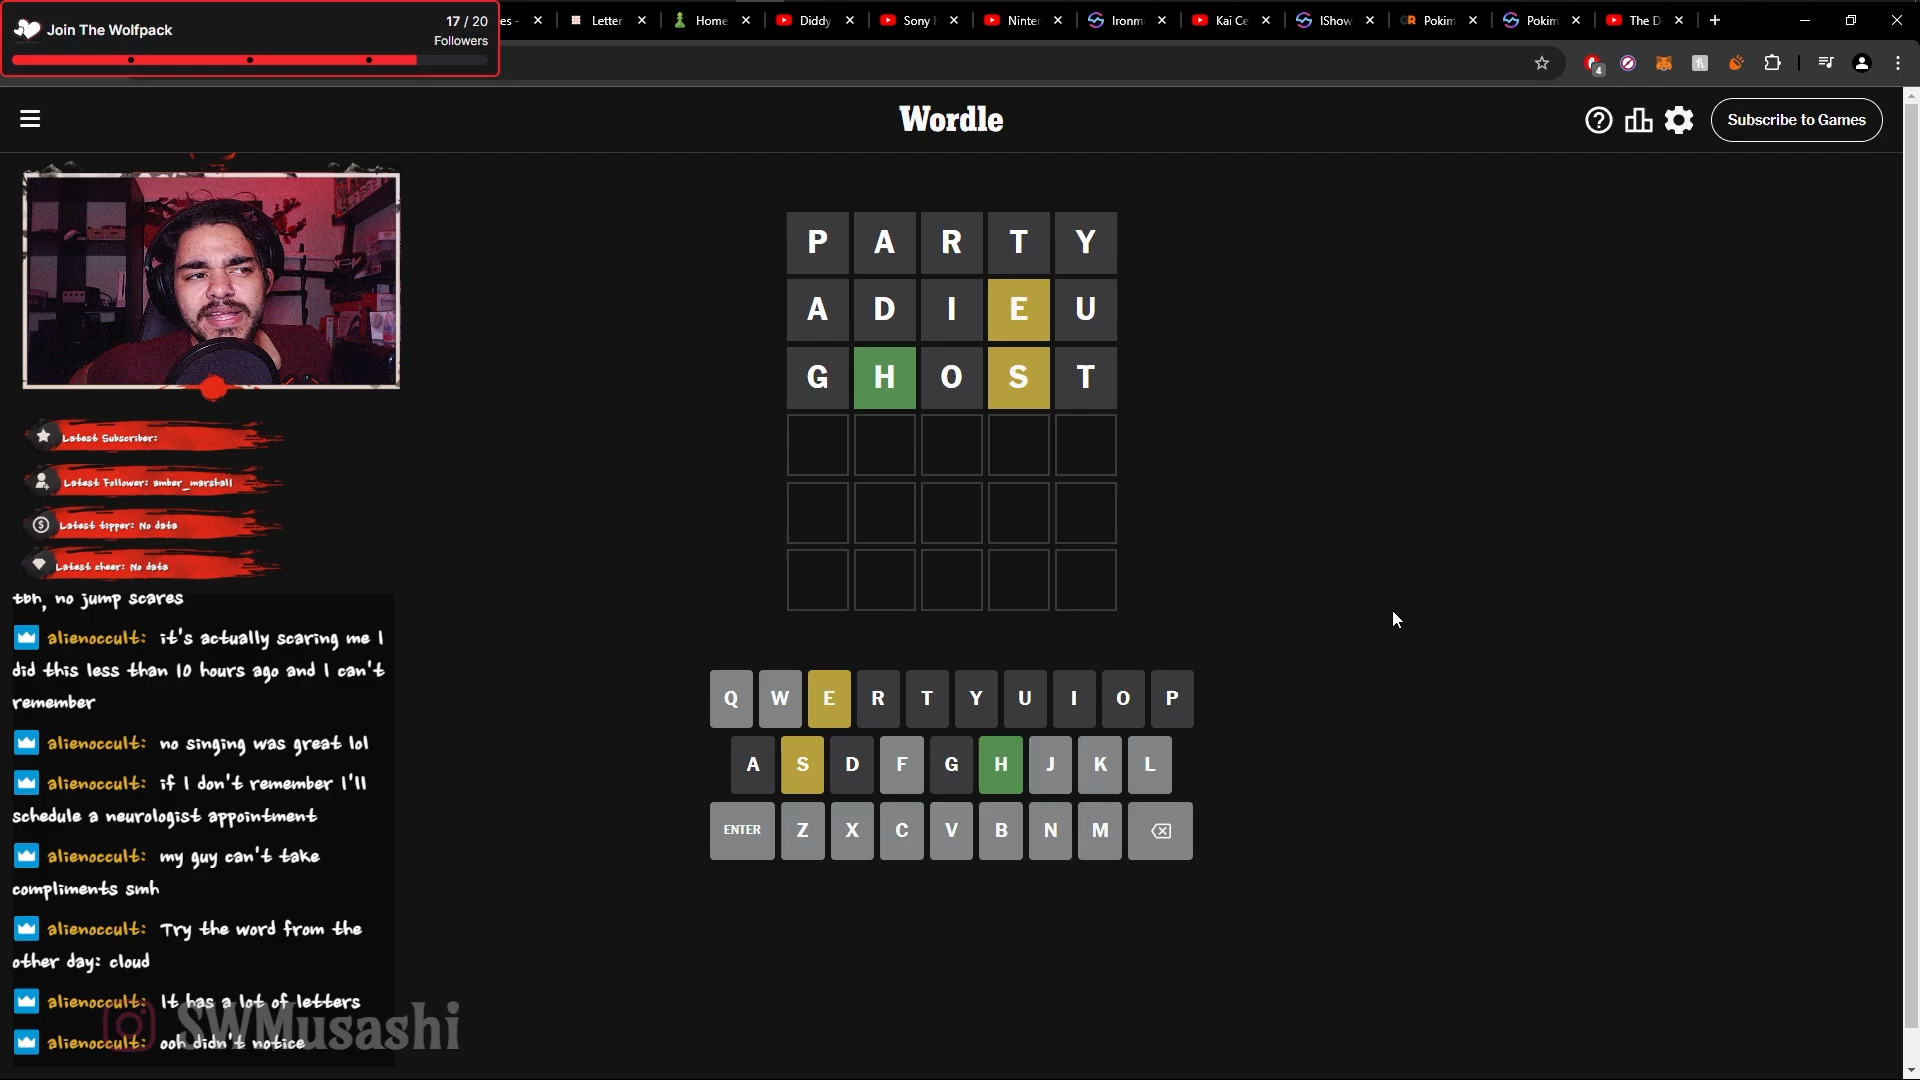 Join The Wolfpack
17 / 20
Followers
es -
Letter
Home
Diddy
Sony
Ninter
Ironm
Kai Ce
IShow
Pokim
Pokim
The D
4
Wordle
Subscribe to Games
P A R T Y
A D I E U
G H O S T
Latest Subscriber:
Latest Follower: amber_marshall
Latest tipper: No data
Latest cheer: No data
tbh, no jump scares
alienoccult: it's actually scaring me I
did this less than 10 hours ago and I can't
remember
alienoccult: no singing was great lol
alienoccult: if I don't remember I'll
schedule a neurologist appointment
alienoccult: my guy can't take
compliments smh
alienoccult: Try the word from the
other day: cloud
alienoccult: It has a lot of letters
alienoccult: ooh didn't notice
SWMusashi
Q W E R T Y U I O P
A S D F G H J K L
ENTER Z X C V B N M